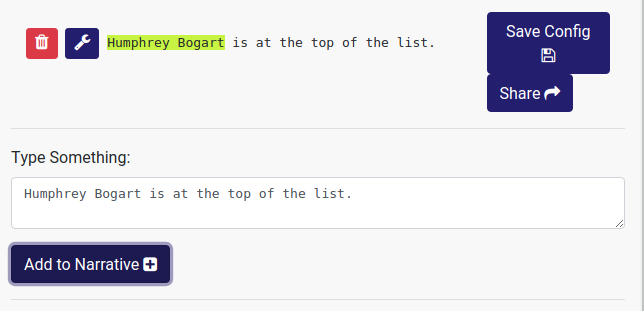 Humphrey Bogart is at the top of the list.
Save Config
Share
Type Something:
Humphrey Bogart is at the top of the list.
Add to Narrative